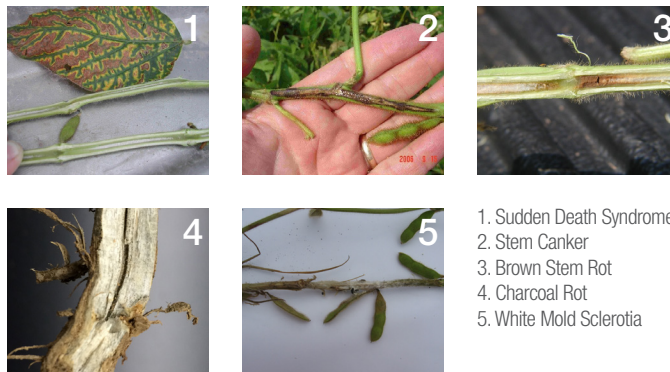 1
2
3
4
5
1. Sudden Death Syndrome
2. Stem Canker
3. Brown Stem Rot
4. Charcoal Rot
5. White Mold Sclerotia